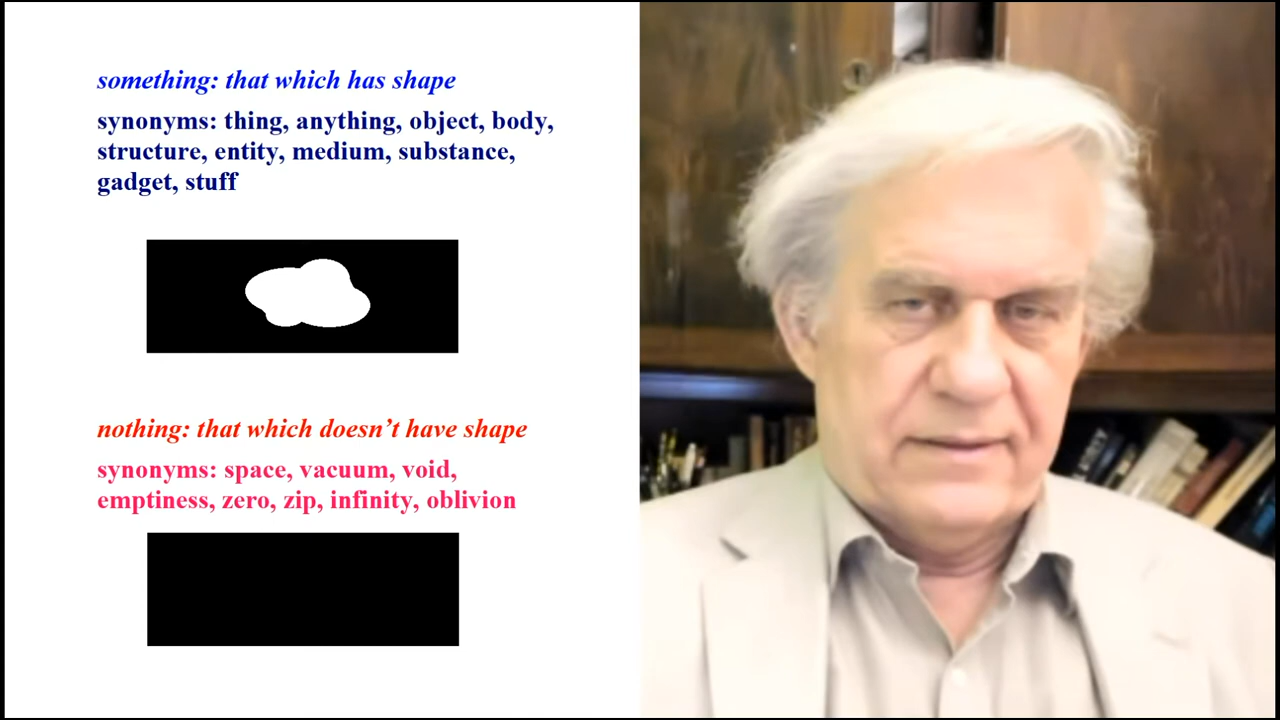 something: that which has shape
synonyms: thing, anything, object, body,
structure, entity, medium, substance,
gadget, stuff
nothing: that which doesn’t have shape
synonyms: space, vacuum, void,
emptiness, zero, zip, infinity, oblivion